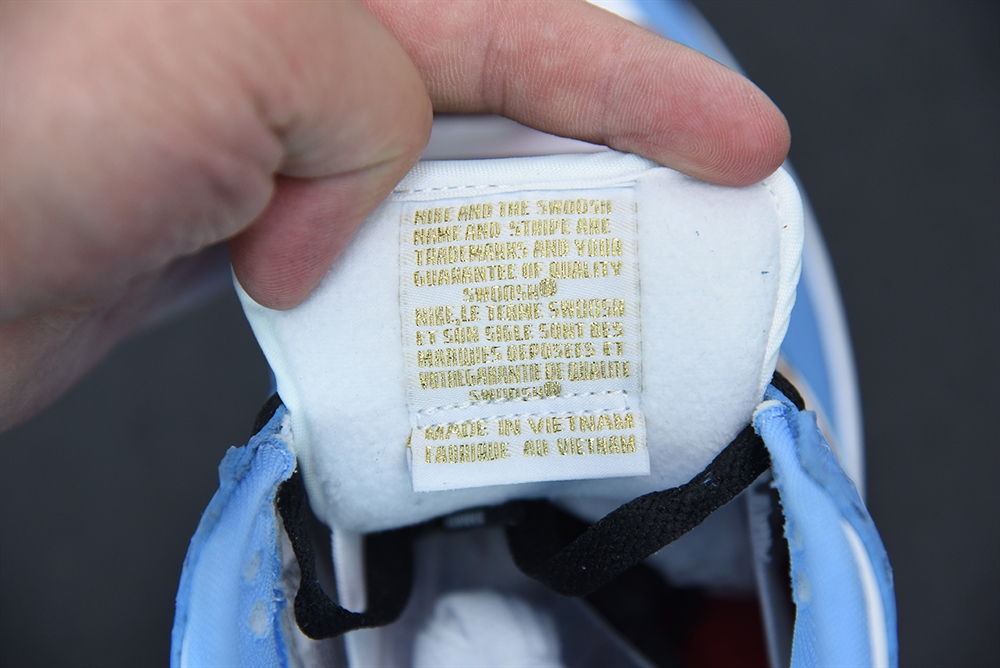 NIKE AND THE SWOOSH
NAME AND STRIPE ARE
TRADEMARKS AND YOUR
GUARANTEE OF QUALITY
SWOOSH®
NIKE, LE TERME SWOOSH
ET SON SIGLE SONT DES
MARQUES DEPOSEES ET
VOTREGARANTIE DE QUALITE
SWOOSH®
MADE IN VIETNAM
FABRIQUE AU VIETNAM